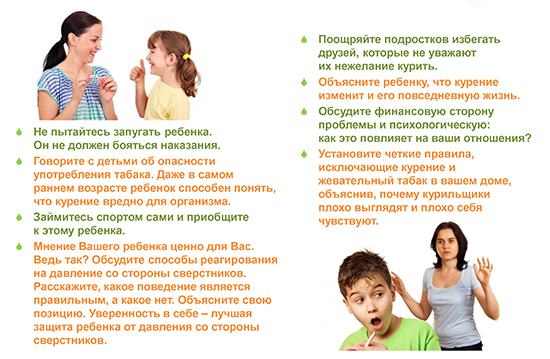 Не пытайтесь запугать ребенка.
Он не должен бояться наказания.
Говорите с детьми об опасности
употребления табака. Даже в самом
раннем возрасте ребенок способен понять,
что курение вредно для организма.
Займитесь спортом сами и приобщите
к этому ребенка.
Мнение Вашего ребенка ценно для Вас.
Ведь так? Обсудите способы реагирования
на давление со стороны сверстников.
Расскажите, какое поведение является
правильным, а какое нет. Объясните свою
позицию. Уверенность в себе – лучшая
защита ребенка от давления со стороны
сверстников.
Поощряйте подростков избегать
друзей, которые не уважают
их нежелание курить.
Объясните ребенку, что курение
изменит и его повседневную жизнь.
Обсудите финансовую сторону
проблемы и психологическую:
как это повлияет на ваши отношения?
Установите четкие правила,
исключающие курение и
жевательный табак в вашем доме,
объяснив, почему курильщики
плохо выглядят и плохо себя
чувствуют.